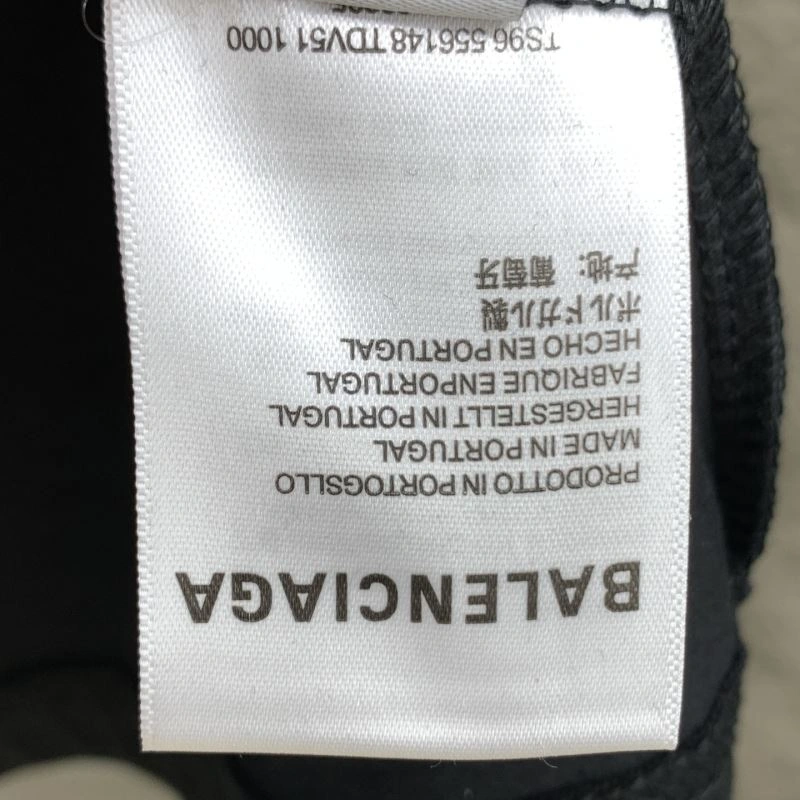 BALENCIAGA
PRODOTTO IN PORTOGSLLO
MADE IN PORTUGAL
HERGESTELLT IN PORTUGAL
FABRIQUE ENPORTUGAL
HECHO EN PORTUGAL
ポルドガル製
产地: 葡萄牙
TS96 556148 TDV51 1000